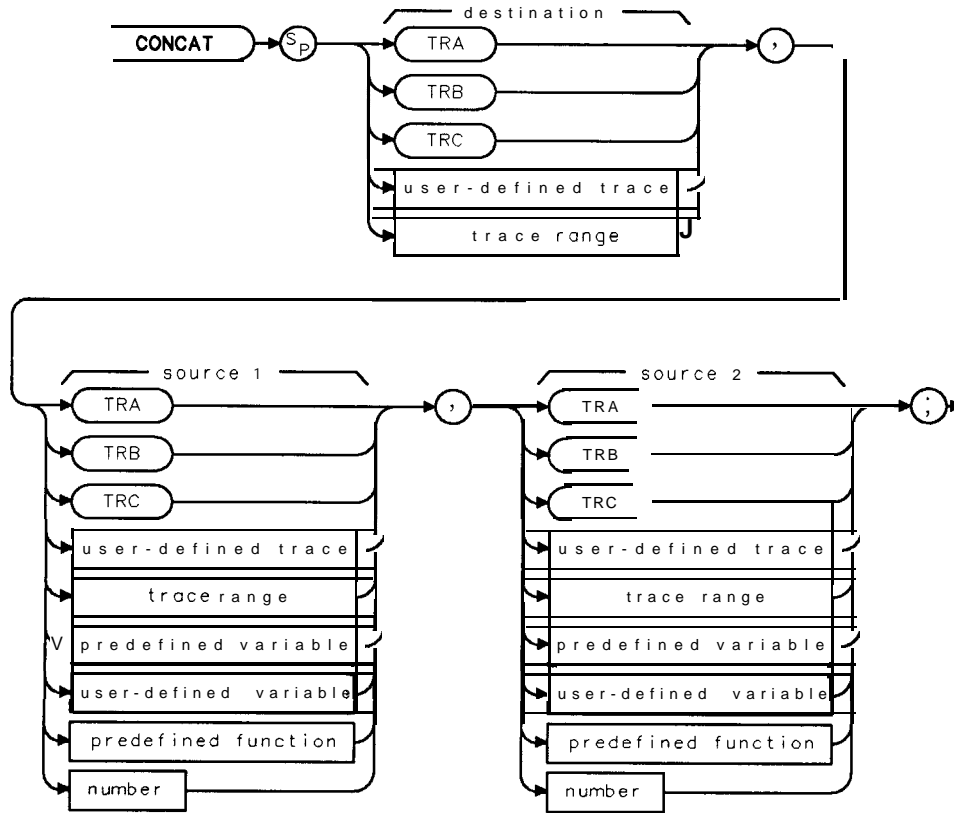 destination
CONCAT
SP
TRA
,
TRB
TRC
user-defined trace
trace range
source 1
TRA
,
TRB
TRC
user-defined trace
trace range
predefined variable
user-defined variable
predefined function
number
source 2
TRA
;
TRB
TRC
user-defined trace
trace range
predefined variable
user-defined variable
predefined function
number